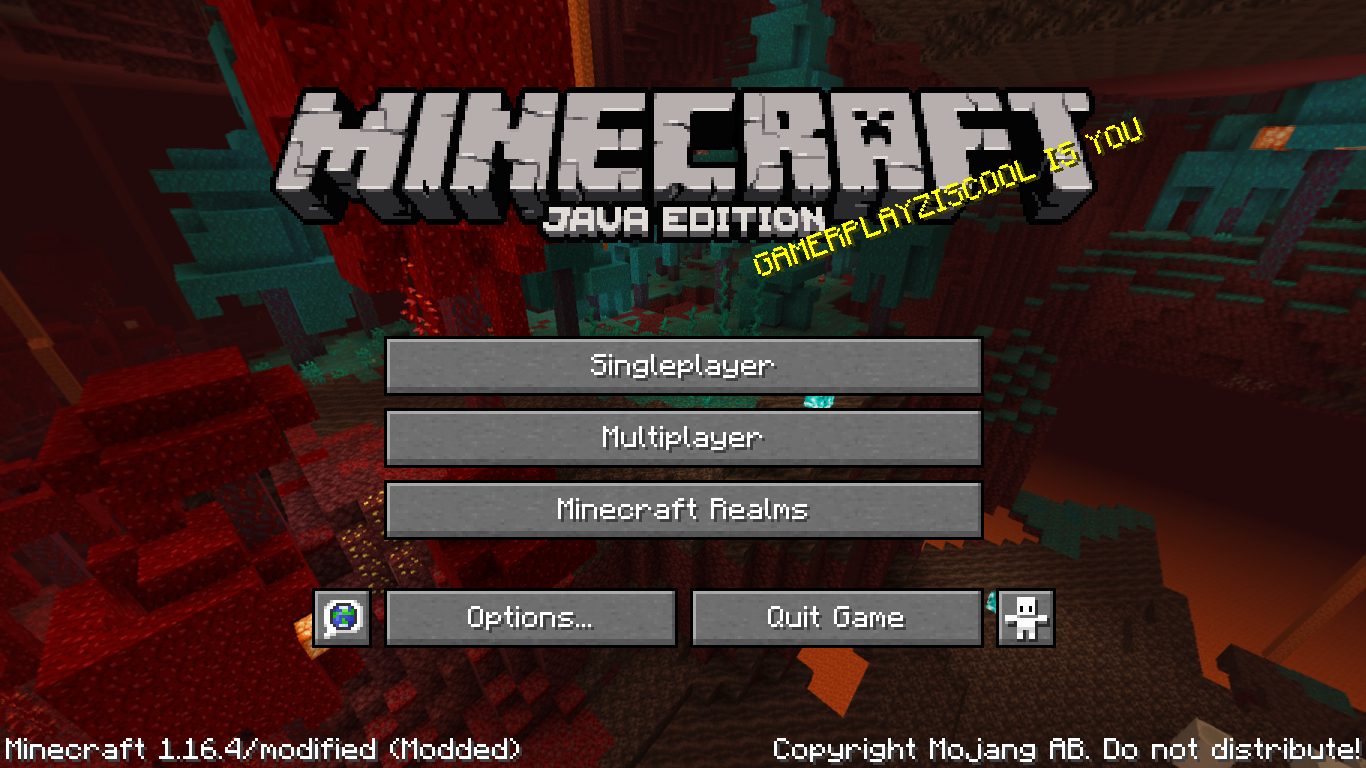 MINECRAFT
JAVA EDITION
GAMERPLAYZISCOOL IS YOU
Singleplayer
Multiplayer
Minecraft Realms
Options...
Quit Game
Minecraft 1.16.4/modified (Modded)
Copyright Mojang AB. Do not distribute!